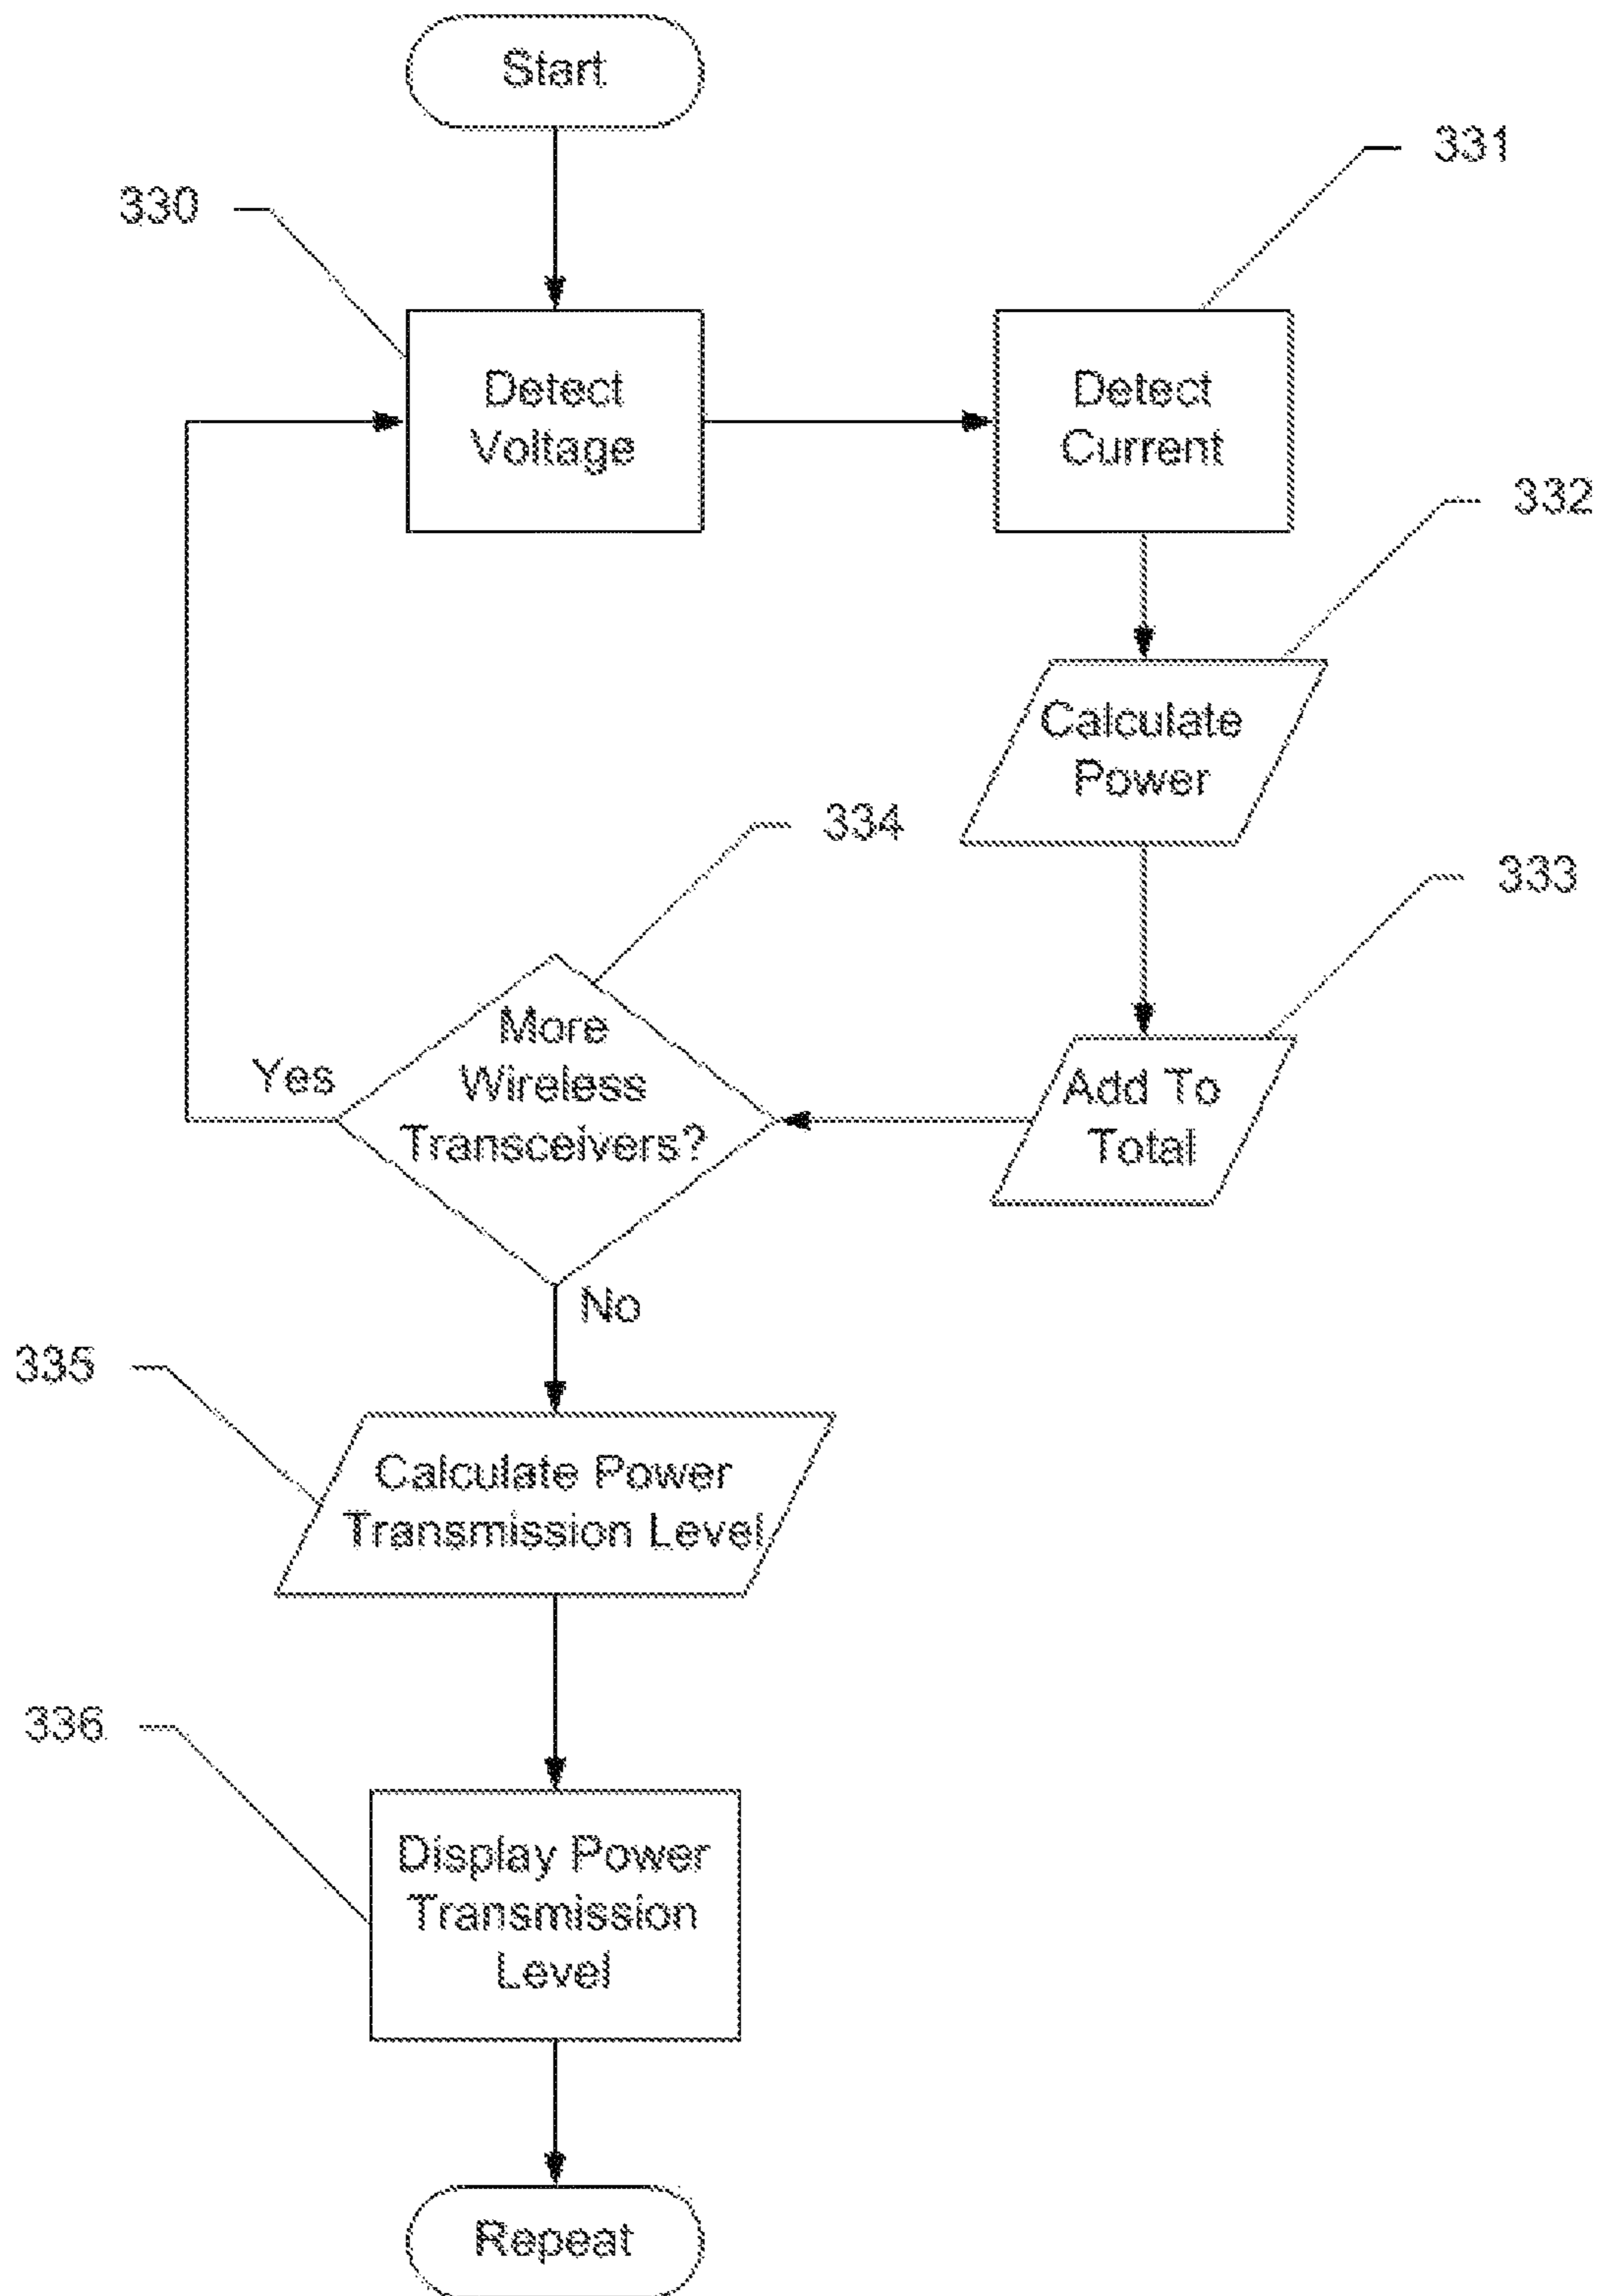 Start
331
330
Detect
Voltage
Detect
Current
332
Calculate
Power
334
333
More
Wireless
Transceivers?
Yes
Add To
Total
No
335
Calculate Power
Transmission Level
336
Display Power
Transmission
Level
Repeat